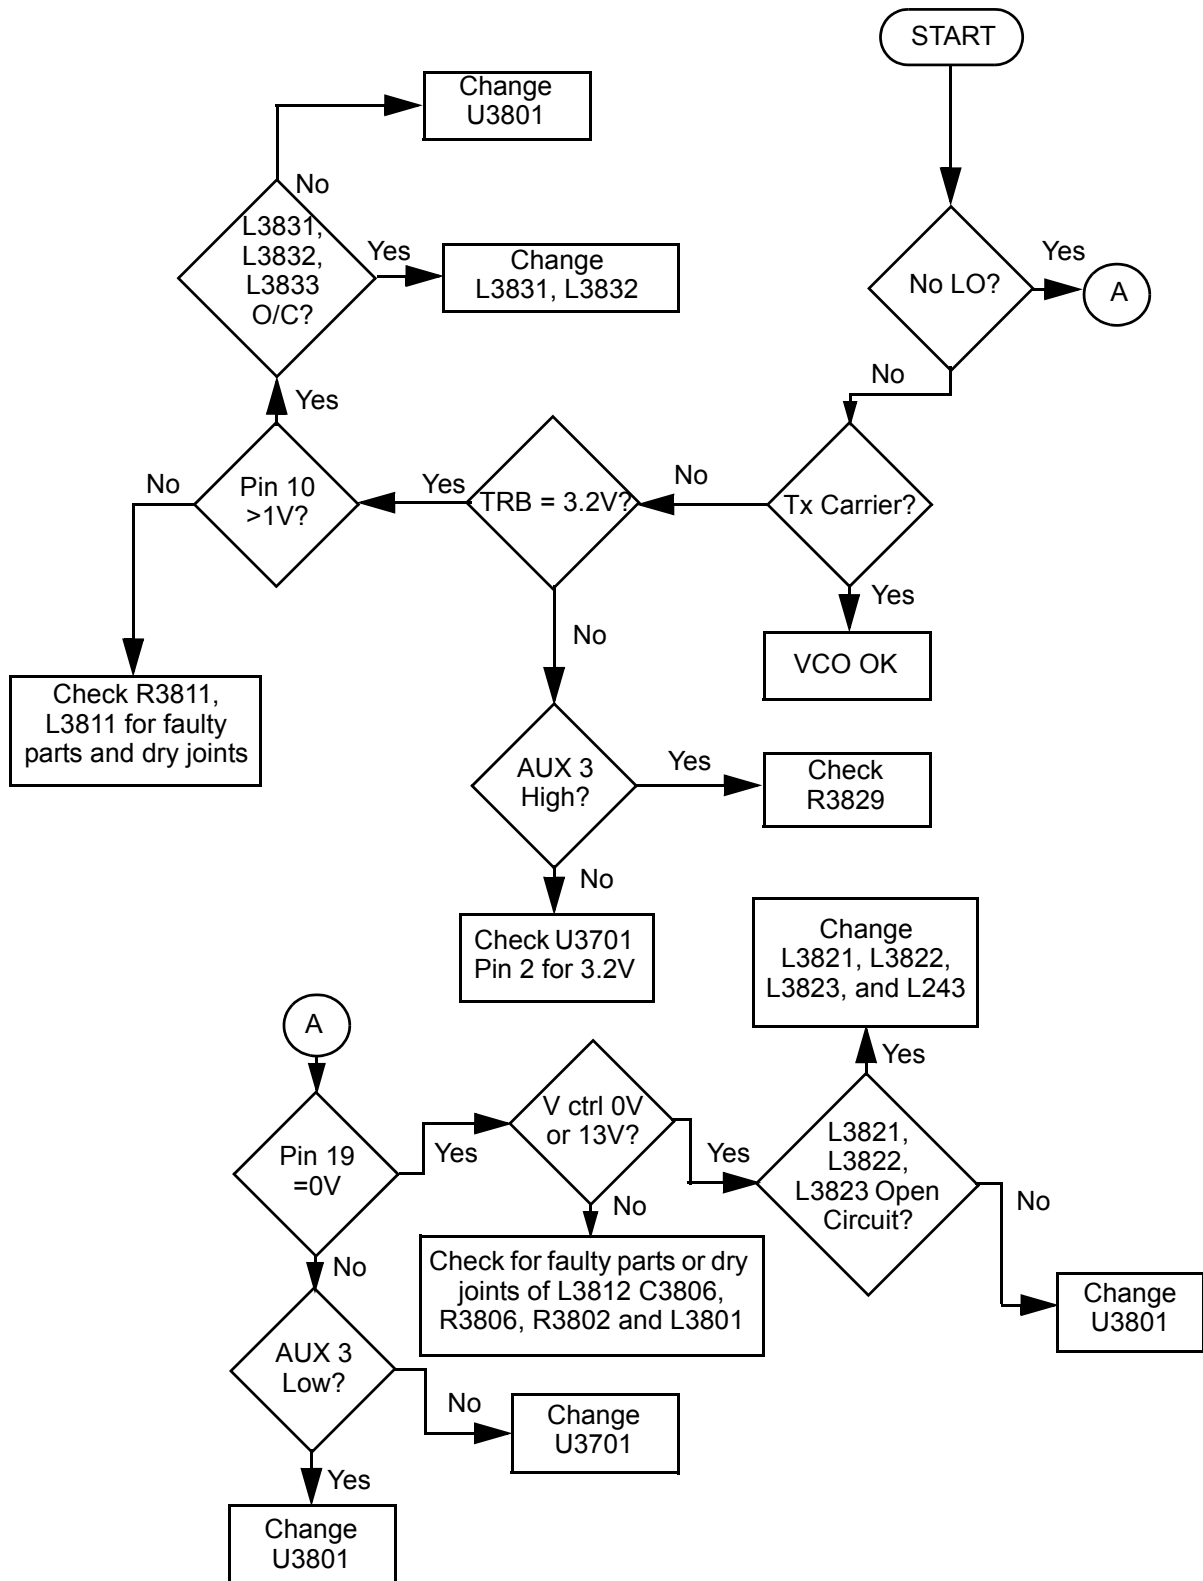 START
Change
U3801
No
L3831,
L3832,
L3833
O/C?
Yes
Change
L3831, L3832
No LO?
Yes
A
No
Yes
Pin 10
>1V?
No
Yes
TRB = 3.2V?
No
Tx Carrier?
Yes
VCO OK
No
Check R3811,
L3811 for faulty
parts and dry joints
AUX 3
High?
Yes
Check
R3829
No
Check U3701
Pin 2 for 3.2V
Change
L3821, L3822,
L3823, and L243
A
Yes
V ctrl 0V
or 13V?
Pin 19
=0V
Yes
Yes
L3821,
L3822,
L3823 Open
Circuit?
No
No
No
Check for faulty parts or dry
joints of L3812 C3806,
R3806, R3802 and L3801
Change
U3801
AUX 3
Low?
No
Change
U3701
Yes
Change
U3801